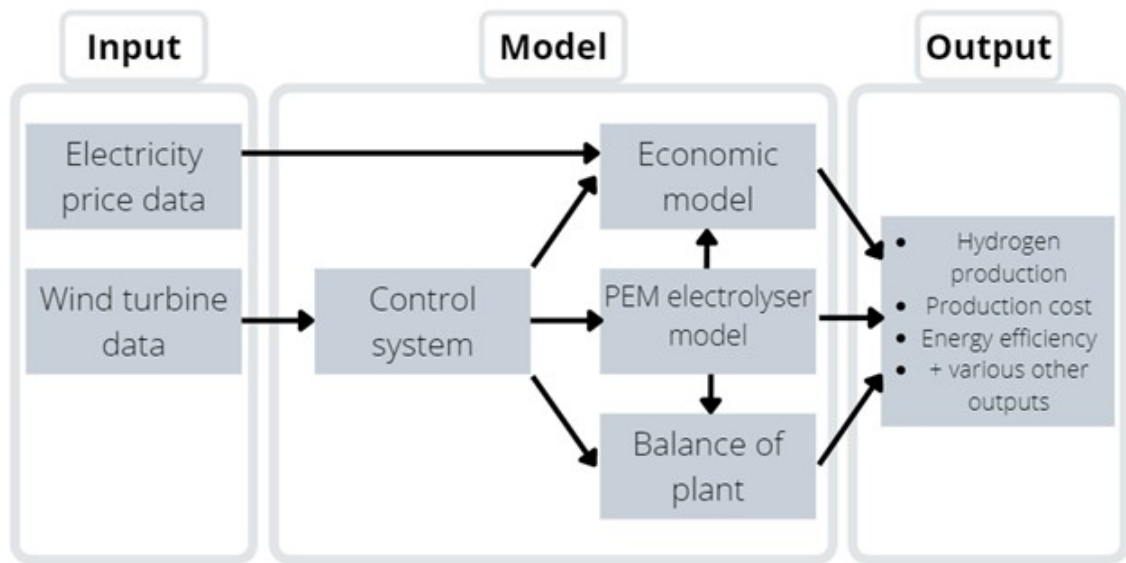 Input
Model
Output
Electricity
price data
Wind turbine
data
Control
system
Economic
model
PEM electrolyser
model
Balance of
plant
• Hydrogen
production
• Production cost
• Energy efficiency
• + various other
outputs